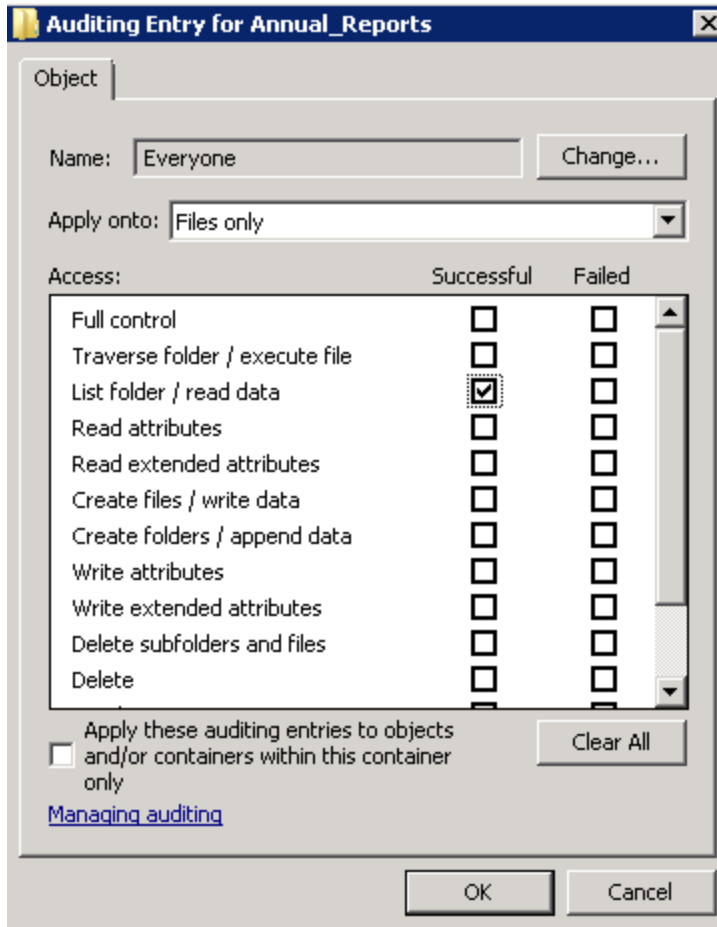 Auditing Entry for Annual_Reports
Object
Name: Everyone Change...
Apply onto: Files only
Access: Successful Failed
Full control
Traverse folder / execute file
List folder / read data
Read attributes
Read extended attributes
Create files / write data
Create folders / append data
Write attributes
Write extended attributes
Delete subfolders and files
Delete
Apply these auditing entries to objects
and/or containers within this container
only
Clear All
Managing auditing
OK Cancel